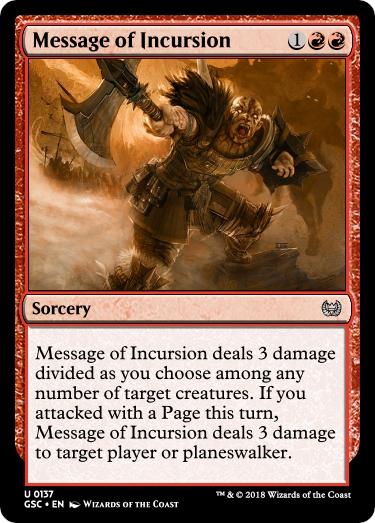 Message of Incursion 1
Sorcery
Message of Incursion deals 3 damage
divided as you choose among any
number of target creatures. If you
attacked with a Page this turn,
Message of Incursion deals 3 damage
to target player or planeswalker.
U 0137
GSC • EN Wizards of the Coast
™ & © 2018 Wizards of the Coast